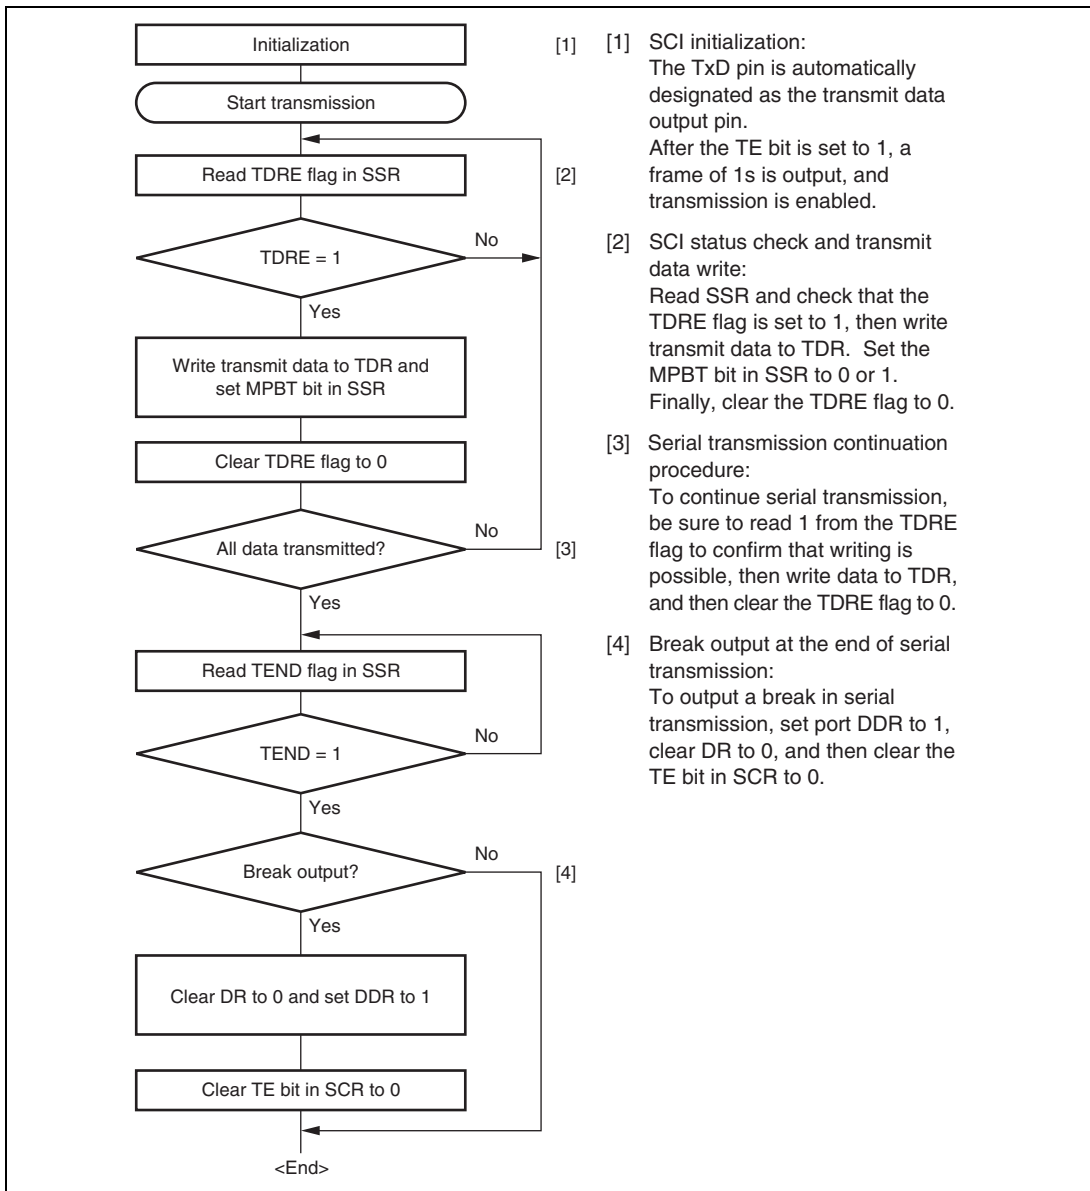 Initialization
[1]
Start transmission
Read TDRE flag in SSR
[2]
TDRE = 1
No
Yes
Write transmit data to TDR and
set MPBT bit in SSR
Clear TDRE flag to 0
All data transmitted?
No
[3]
Yes
Read TEND flag in SSR
TEND = 1
No
Yes
Break output?
No
[4]
Yes
Clear DR to 0 and set DDR to 1
Clear TE bit in SCR to 0
<End>
[1] SCI initialization:
The TxD pin is automatically
designated as the transmit data
output pin.
After the TE bit is set to 1, a
frame of 1s is output, and
transmission is enabled.
[2] SCI status check and transmit
data write:
Read SSR and check that the
TDRE flag is set to 1, then write
transmit data to TDR. Set the
MPBT bit in SSR to 0 or 1.
Finally, clear the TDRE flag to 0.
[3] Serial transmission continuation
procedure:
To continue serial transmission,
be sure to read 1 from the TDRE
flag to confirm that writing is
possible, then write data to TDR,
and then clear the TDRE flag to 0.
[4] Break output at the end of serial
transmission:
To output a break in serial
transmission, set port DDR to 1,
clear DR to 0, and then clear the
TE bit in SCR to 0.